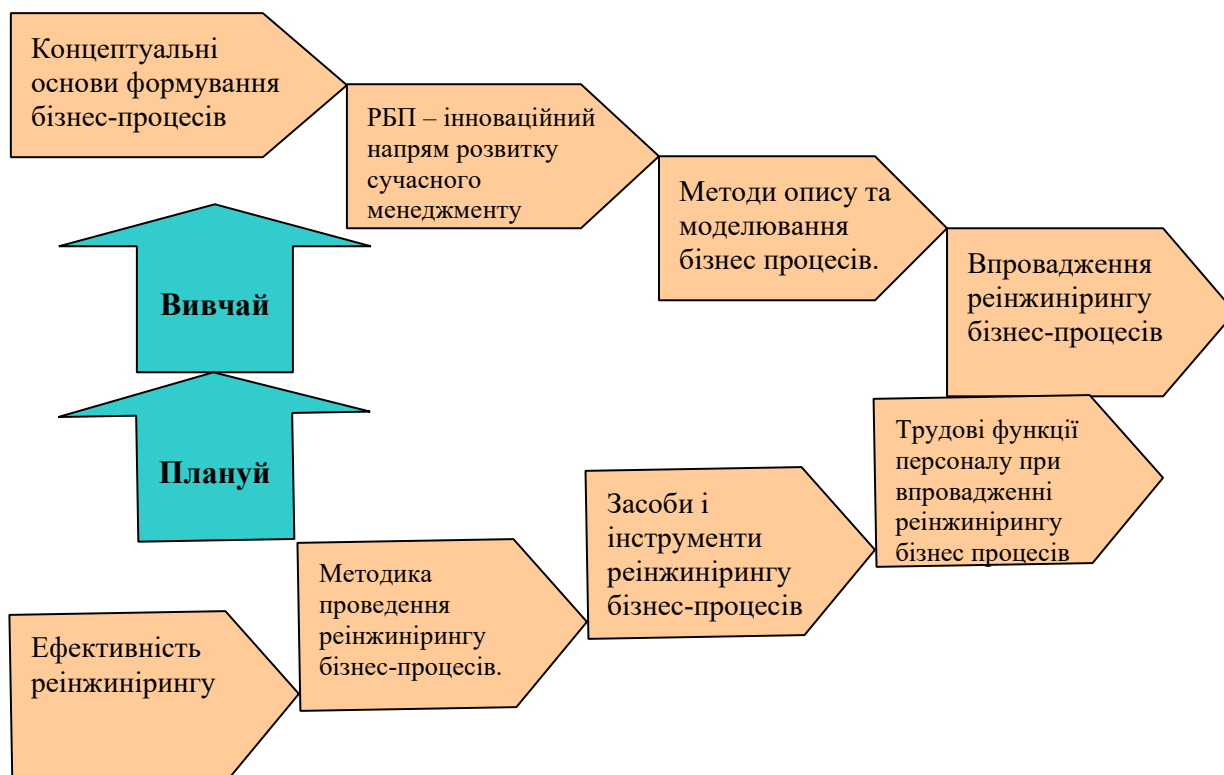 Концептуальні
основи формування
бізнес-процесів
РБП – інноваційний
напрям розвитку
сучасного
менеджменту
Методи опису та
моделювання
бізнес процесів.
Впровадження
реінжинірингу
бізнес-процесів
Вивчай
Плануй
Трудові функції
персоналу при
впровадженні
реінжинірингу
бізнес процесів
Засоби і
інструменти
реінжинірингу
бізнес-процесів
Методика
проведення
реінжинірингу
бізнес-процесів.
Ефективність
реінжинірингу